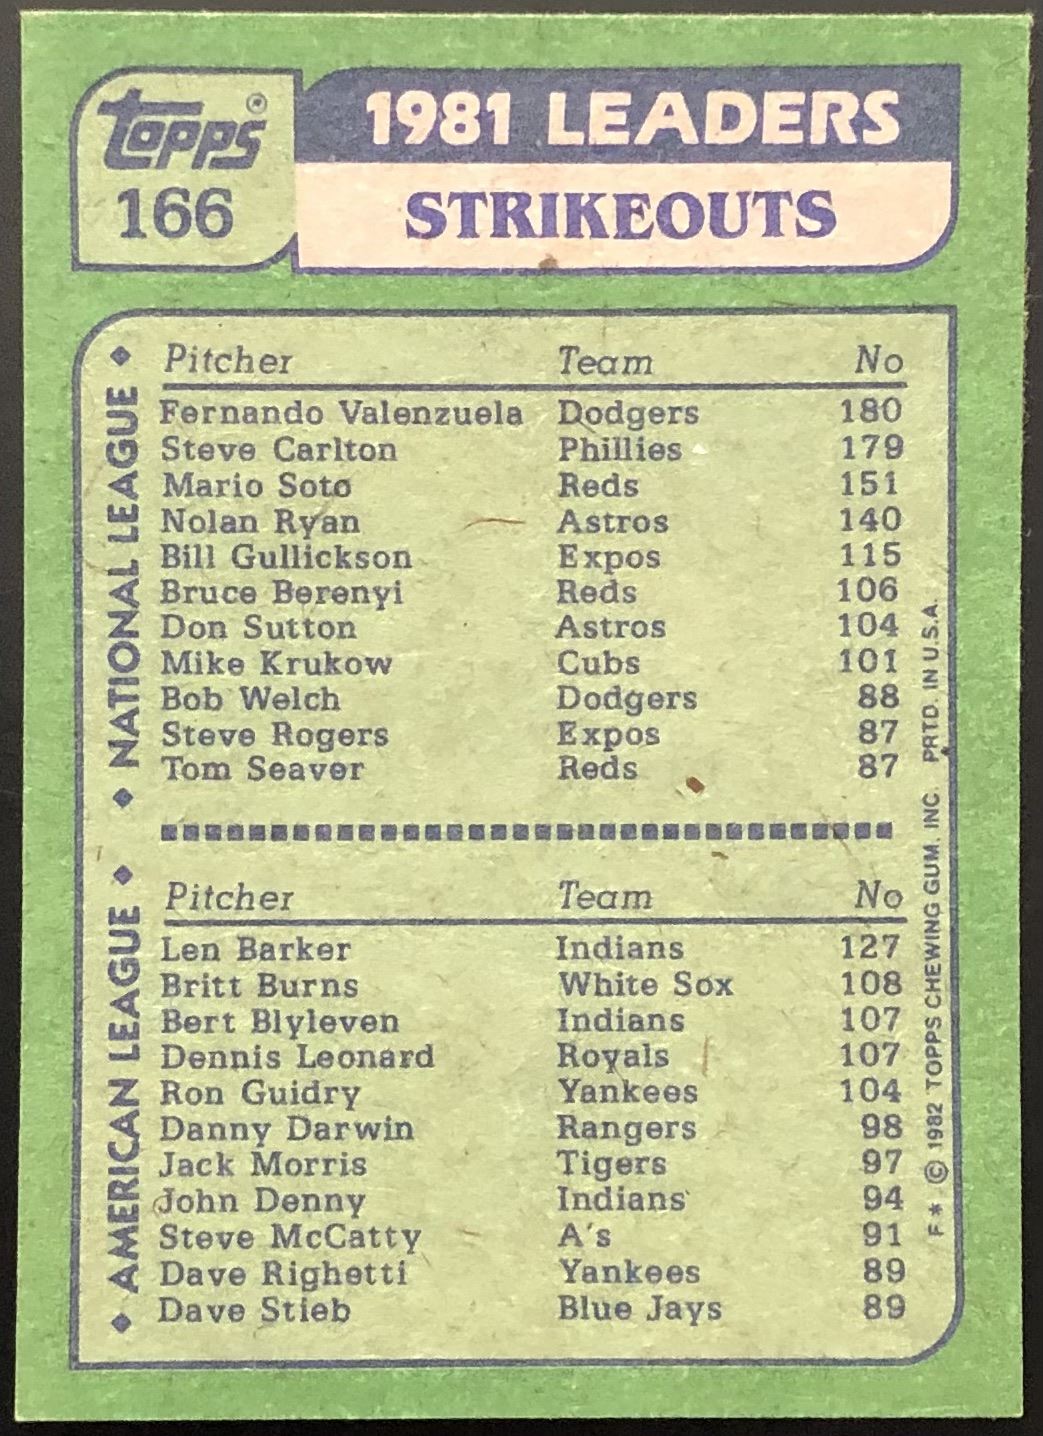 Topps®
166
1981 LEADERS
STRIKEOUTS
NATIONAL LEAGUE
Pitcher Team No
Fernando Valenzuela Dodgers 180
Steve Carlton Phillies 179
Mario Soto Reds 151
Nolan Ryan Astros 140
Bill Gullickson Expos 115
Bruce Berenyi Reds 106
Don Sutton Astros 104
Mike Krukow Cubs 101
Bob Welch Dodgers 88
Steve Rogers Expos 87
Tom Seaver Reds 87
AMERICAN LEAGUE
Pitcher Team No
Len Barker Indians 127
Britt Burns White Sox 108
Bert Blyleven Indians 107
Dennis Leonard Royals 107
Ron Guidry Yankees 104
Danny Darwin Rangers 98
Jack Morris Tigers 97
John Denny Indians 94
Steve McCatty A's 91
Dave Righetti Yankees 89
Dave Stieb Blue Jays 89
F* © 1982 TOPPS CHEWING GUM, INC. PRTD. IN U.S.A.